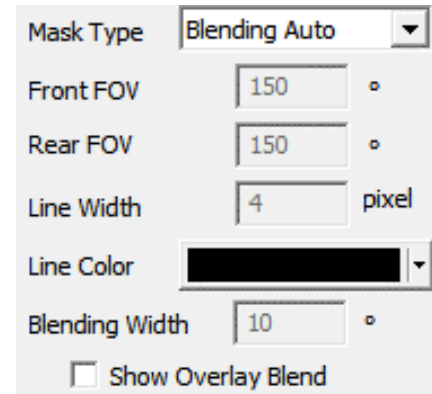 Mask Type Blending Auto
Front FOV 150 °
Rear FOV 150 °
Line Width 4 pixel
Line Color
Blending Width 10 °
Show Overlay Blend